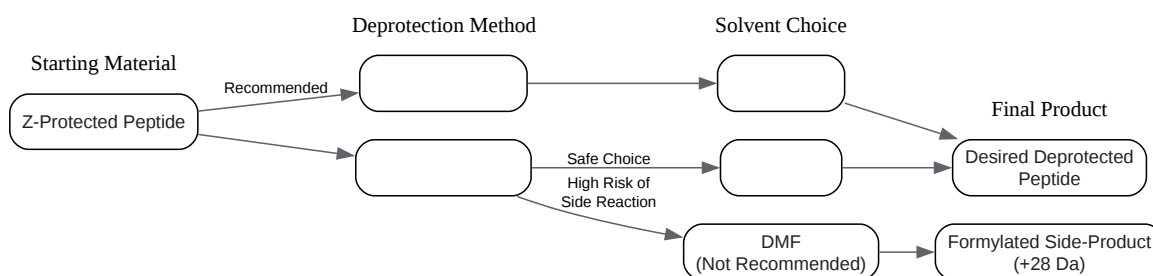 Deprotection Method
Solvent Choice
Starting Material
Recommended
Z-Protected Peptide
Final Product
Safe Choice
Desired Deprotected
Peptide
High Risk of
Side Reaction
DMF
(Not Recommended)
Formylated Side-Product
(+28 Da)